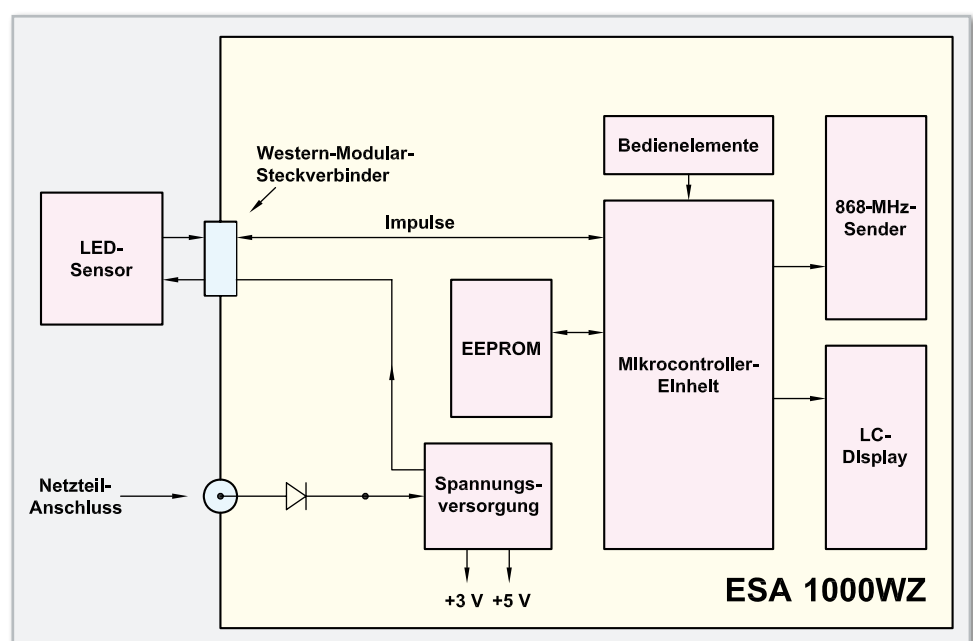 Western-Modular-
Steckverbinder
Bedienelemente
868-MHz-
Sender
LED-
Sensor
Impulse
EEPROM
MIkrocontroller-
EInheIt
LC-
DIsplay
Netzteil-
Anschluss
Spannungs-
versorgung
+3 V +5 V
ESA 1000WZ